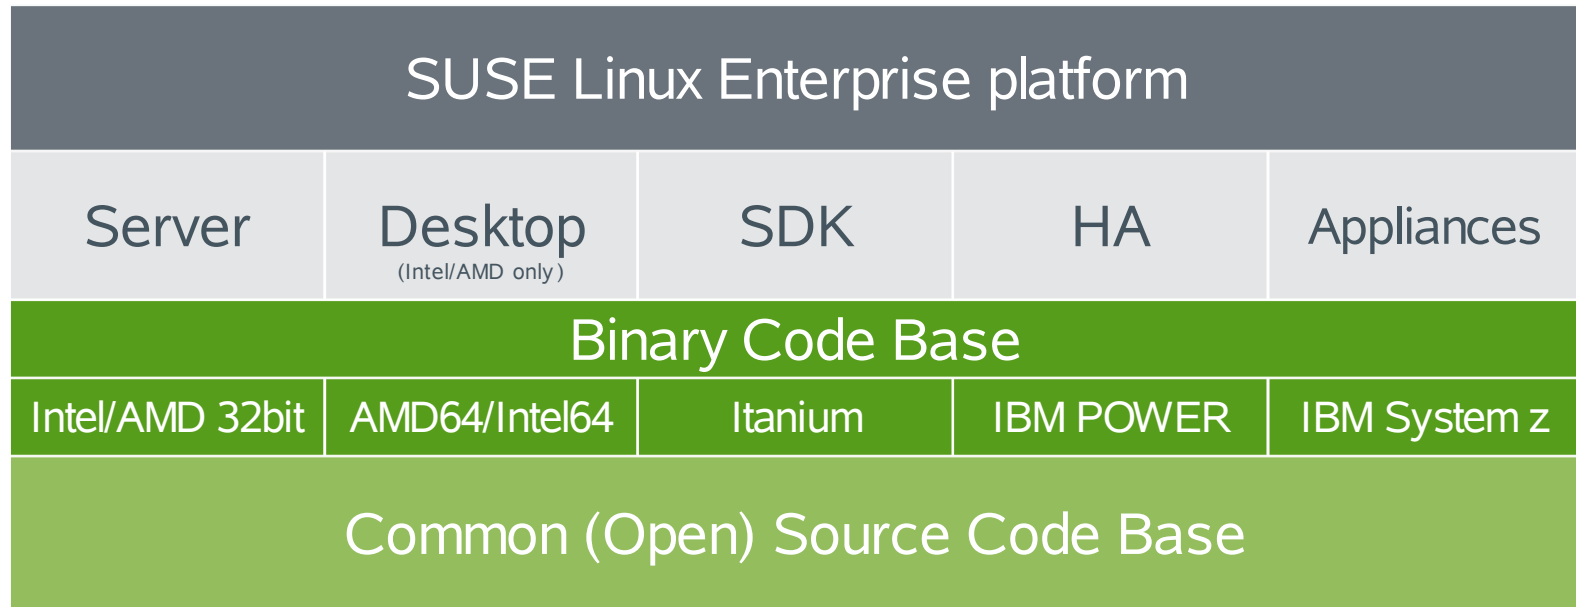 SUSE Linux Enterprise platform
Server
Desktop
(Intel/AMD only)
SDK
HA
Appliances
Binary Code Base
Intel/AMD 32bit
AMD64/Intel64
Itanium
IBM POWER
IBM System z
Common (Open) Source Code Base